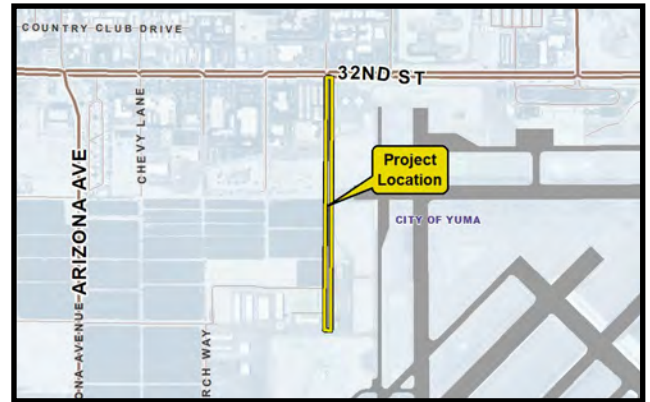 COUNTRY CLUB DRIVE
32ND ST
CHEVY LANE
Project
Location
ARIZONA AVE
CITY OF YUMA
ONA AVENUE
RCH WAY